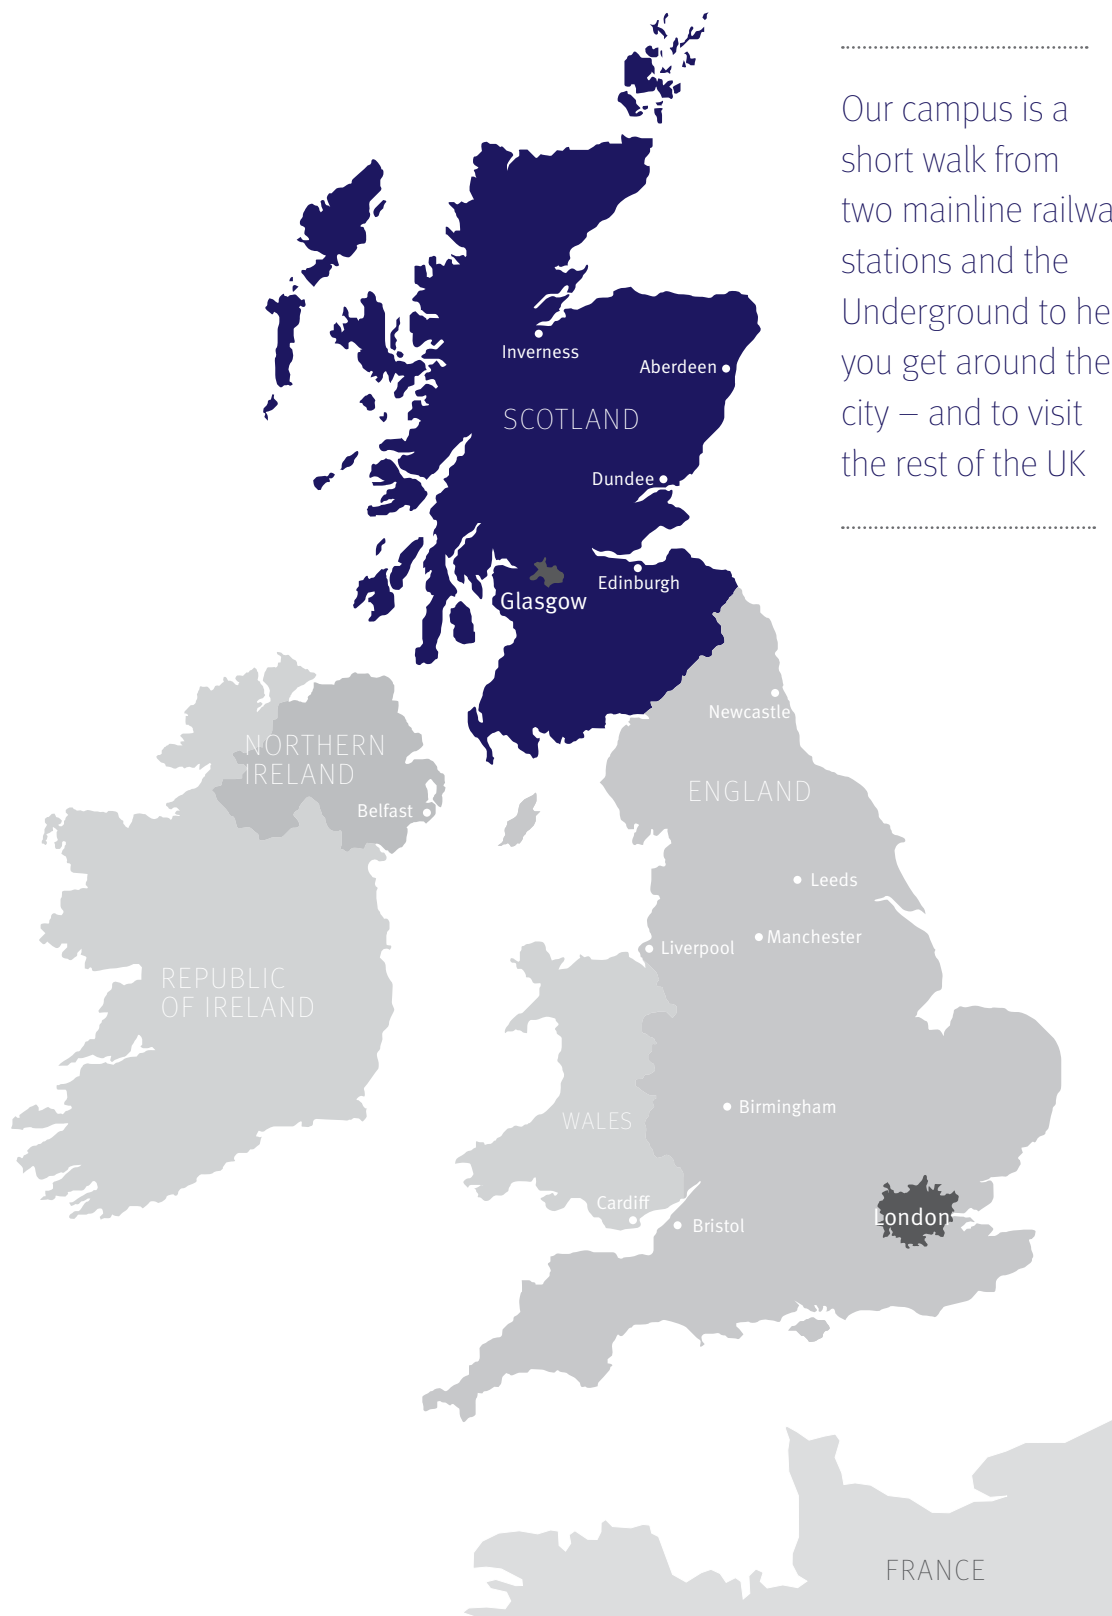 Our campus is a
short walk from
two mainline railwa
stations and the
Underground to he
you get around the
city – and to visit
the rest of the UK
Inverness
Aberdeen
SCOTLAND
Dundee
Edinburgh
Glasgow
Newcastle
NORTHERN
IRELAND
ENGLAND
Belfast
Leeds
Manchester
Liverpool
REPUBLIC
OF IRELAND
Birmingham
WALES
Cardiff
London
Bristol
FRANCE